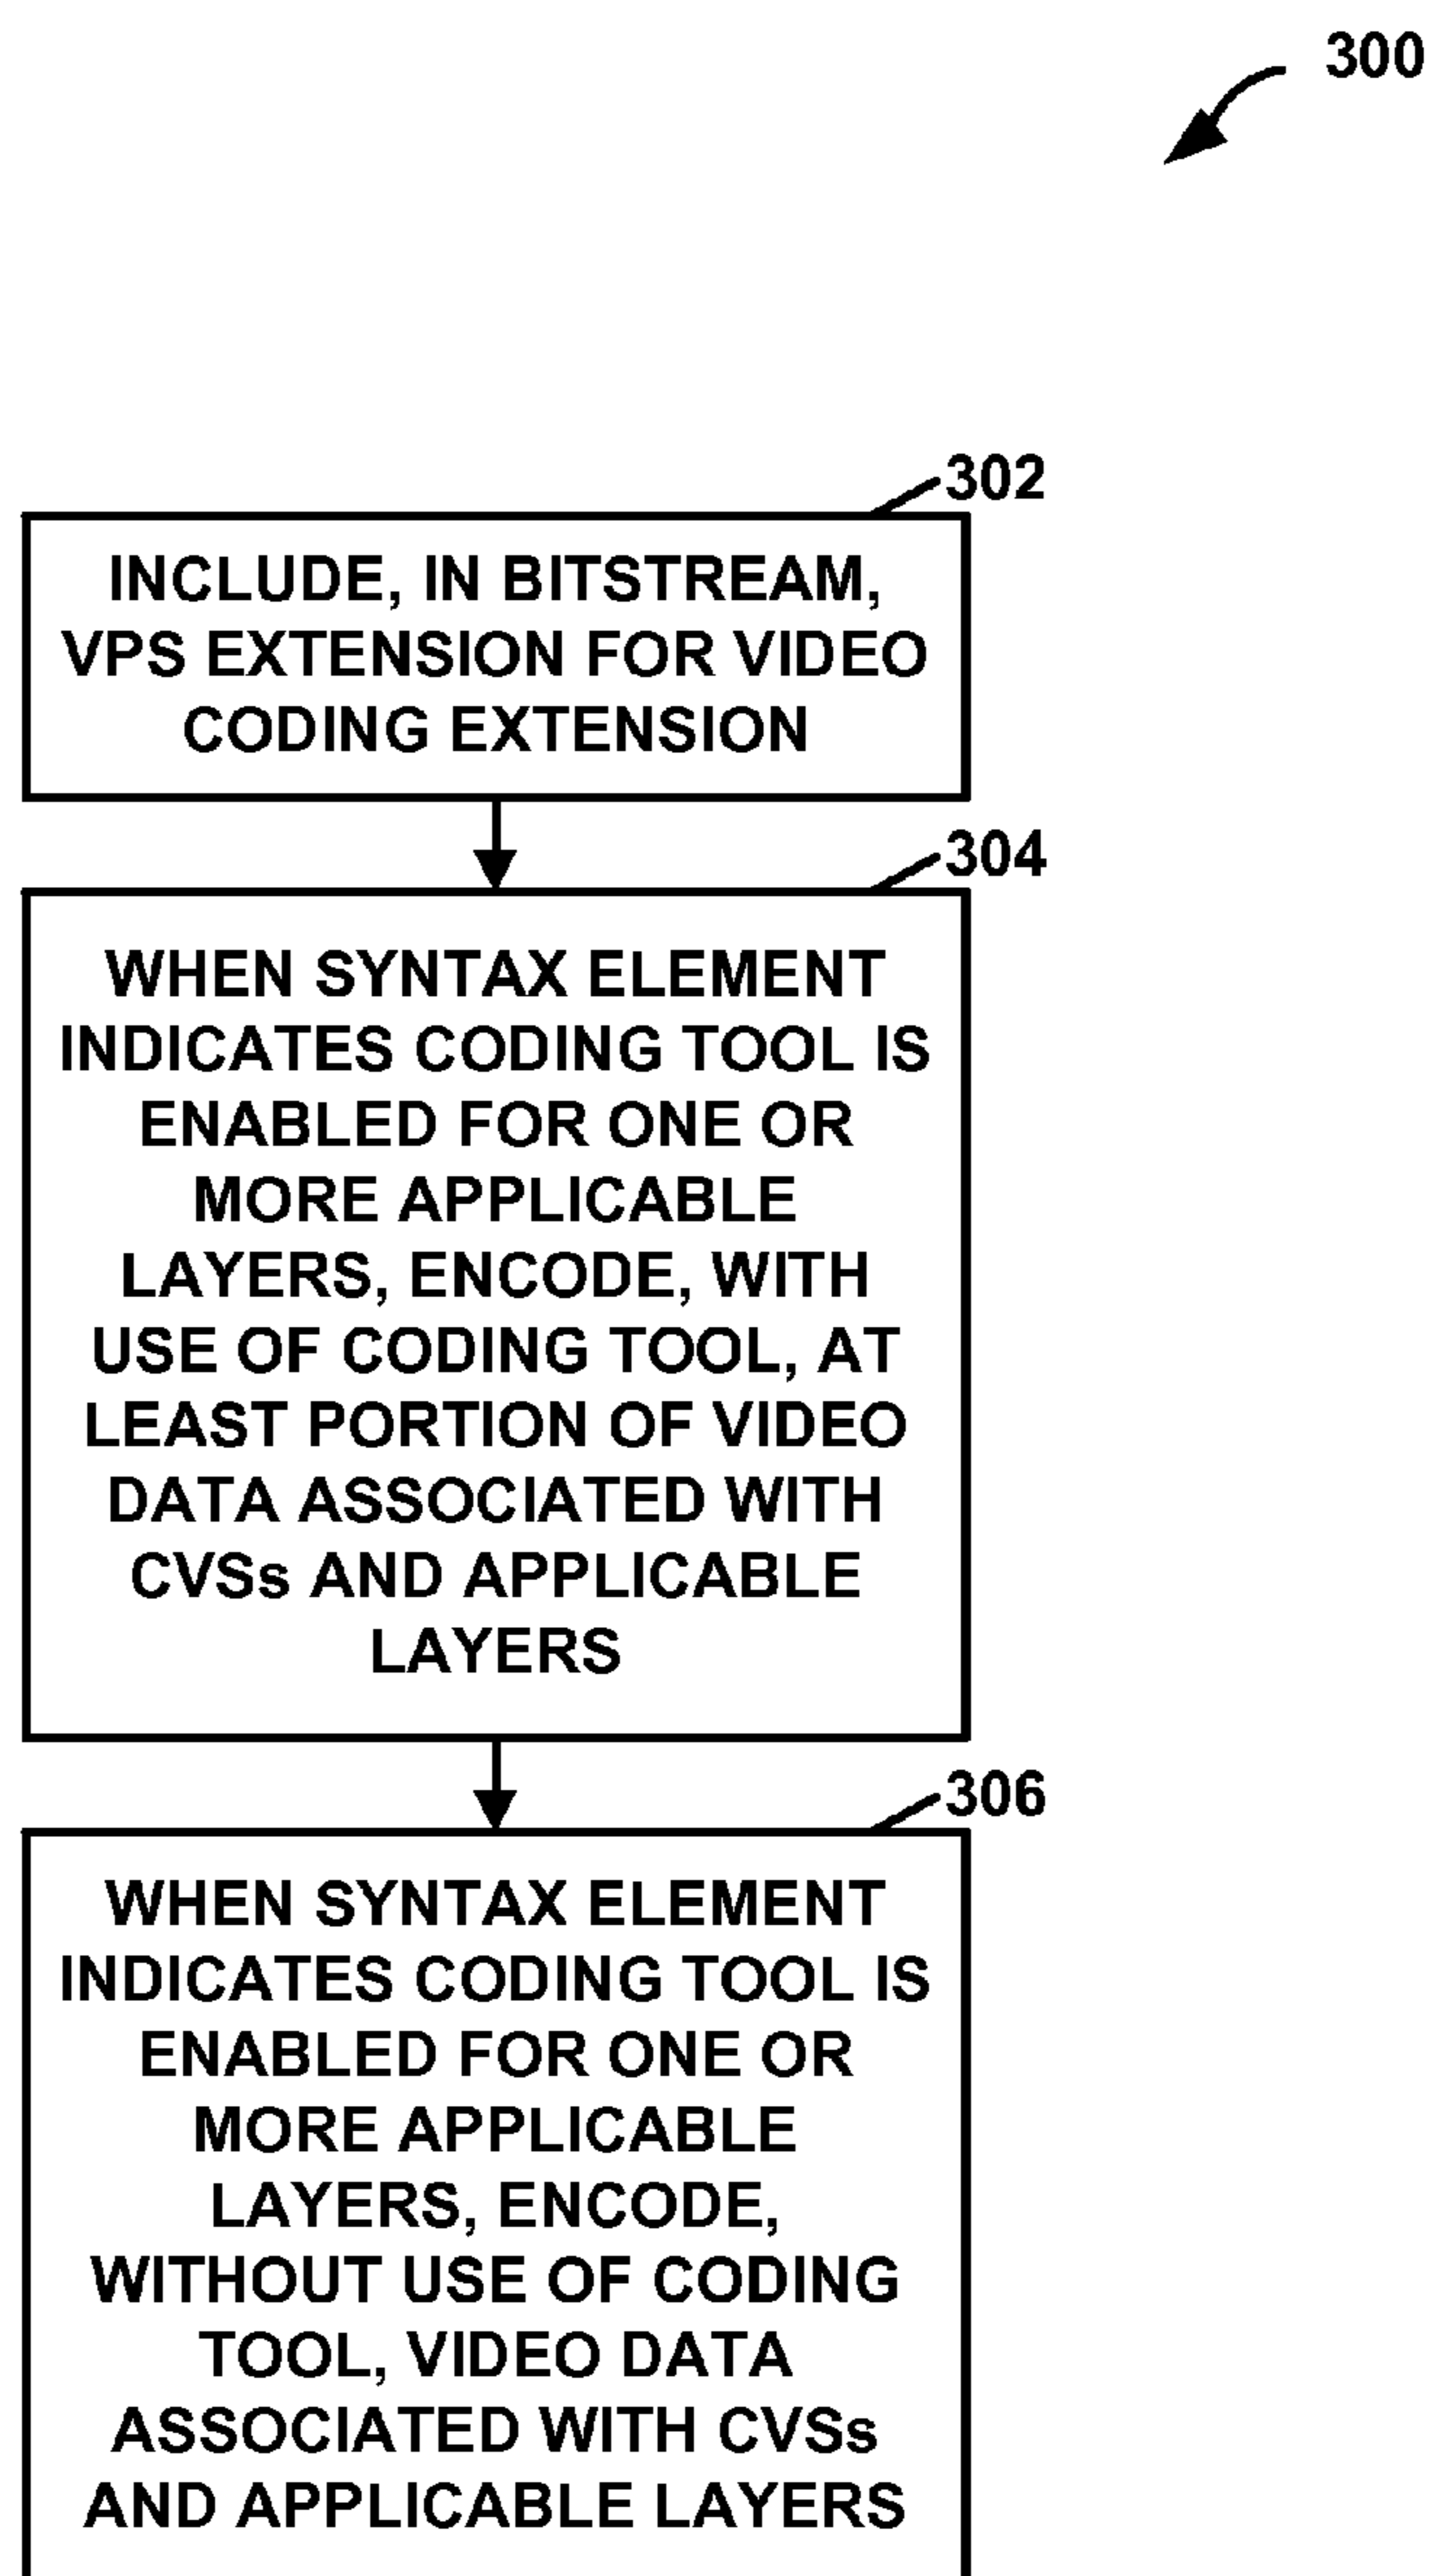 300
302
INCLUDE, IN BITSTREAM,
VPS EXTENSION FOR VIDEO
CODING EXTENSION
304
WHEN SYNTAX ELEMENT
INDICATES CODING TOOL IS
ENABLED FOR ONE OR
MORE APPLICABLE
LAYERS, ENCODE, WITH
USE OF CODING TOOL, AT
LEAST PORTION OF VIDEO
DATA ASSOCIATED WITH
CVSs AND APPLICABLE
LAYERS
306
WHEN SYNTAX ELEMENT
INDICATES CODING TOOL IS
ENABLED FOR ONE OR
MORE APPLICABLE
LAYERS, ENCODE,
WITHOUT USE OF CODING
TOOL, VIDEO DATA
ASSOCIATED WITH CVSs
AND APPLICABLE LAYERS